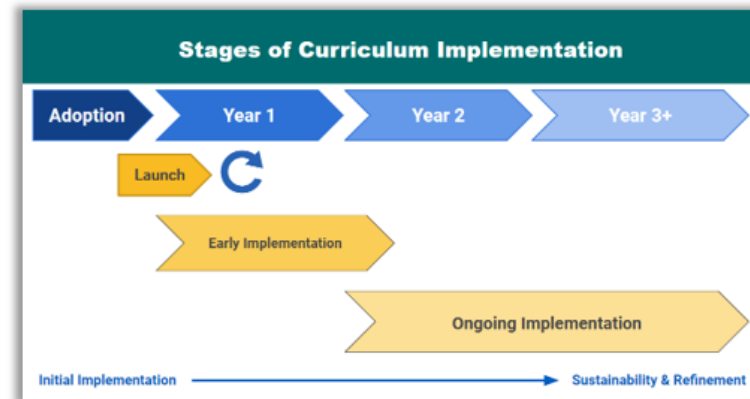 Stages of Curriculum Implementation
Adoption
Year 1
Year 2
Year 3+
Launch
Early Implementation
Ongoing Implementation
Initial Implementation
Sustainability & Refinement